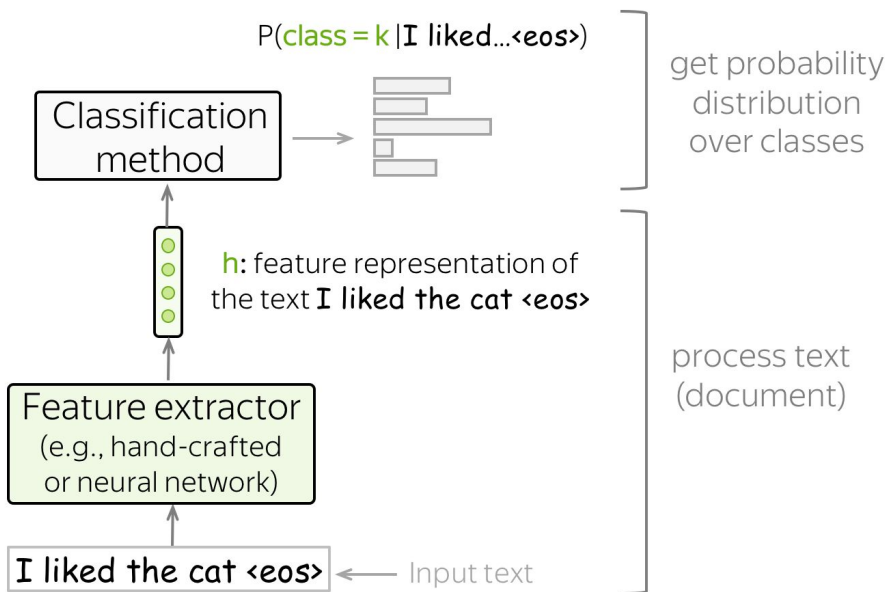 P(class = k |I liked...<eos>)
get probability
distribution
over classes
Classification
method
h: feature representation of
the text I liked the cat <eos>
process text
(document)
Feature extractor
(e.g., hand-crafted
or neural network)
I liked the cat <eos>
Input text